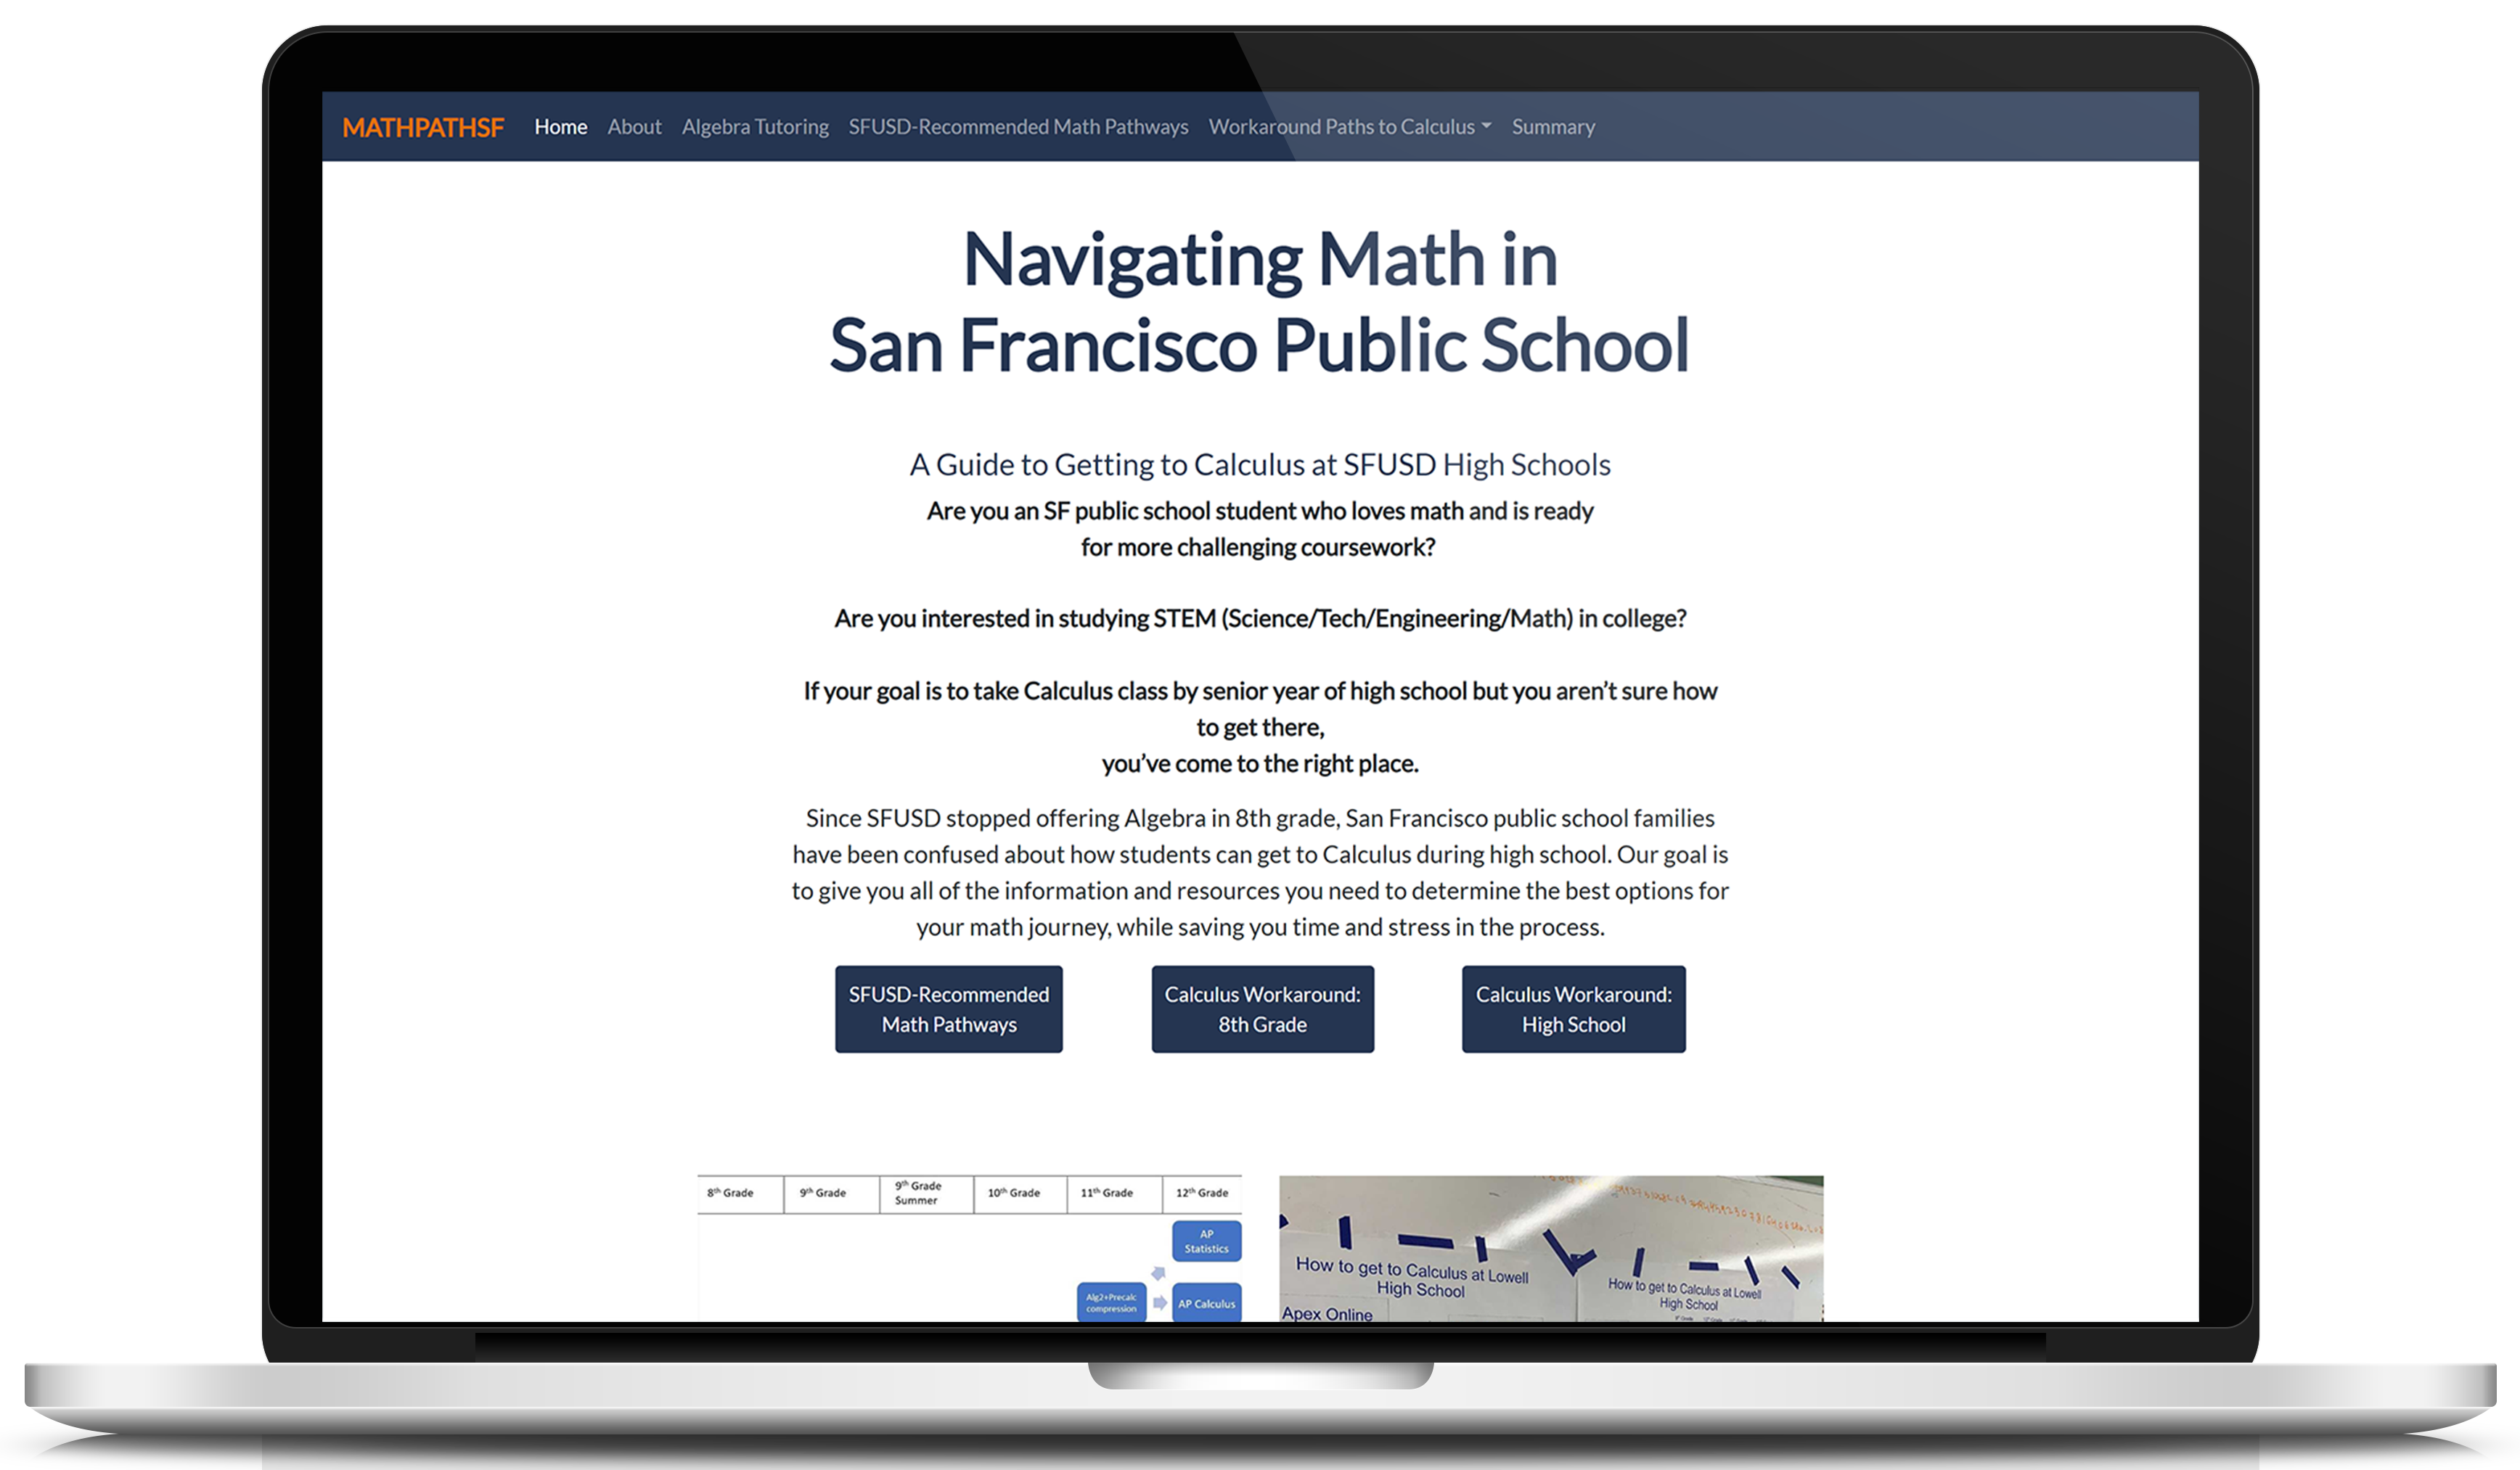 MATHPATHSF Home About Algebra Tutoring SFUSD-Recommended Math Pathways Workaround Paths to Calculus Summary
Navigating Math in
San Francisco Public School
A Guide to Getting to Calculus at SFUSD High Schools
Are you an SF public school student who loves math and is ready
for more challenging coursework?
Are you interested in studying STEM (Science/Tech/Engineering/Math) in college?
If your goal is to take Calculus class by senior year of high school but you aren’t sure how
to get there,
you’ve come to the right place.
Since SFUSD stopped offering Algebra in 8th grade, San Francisco public school families
have been confused about how students can get to Calculus during high school. Our goal is
to give you all of the information and resources you need to determine the best options for
your math journey, while saving you time and stress in the process.
SFUSD-Recommended
Math Pathways
Calculus Workaround:
8th Grade
Calculus Workaround:
High School
8th Grade
9th Grade
9th Grade
Summer
10th Grade
11th Grade
12th Grade
AP
Statistics
Alg2+Precalc
compression
AP Calculus
How to get to Calculus at Lowell
High School
Apex Online
How to get to Calculus at Lowell
High School